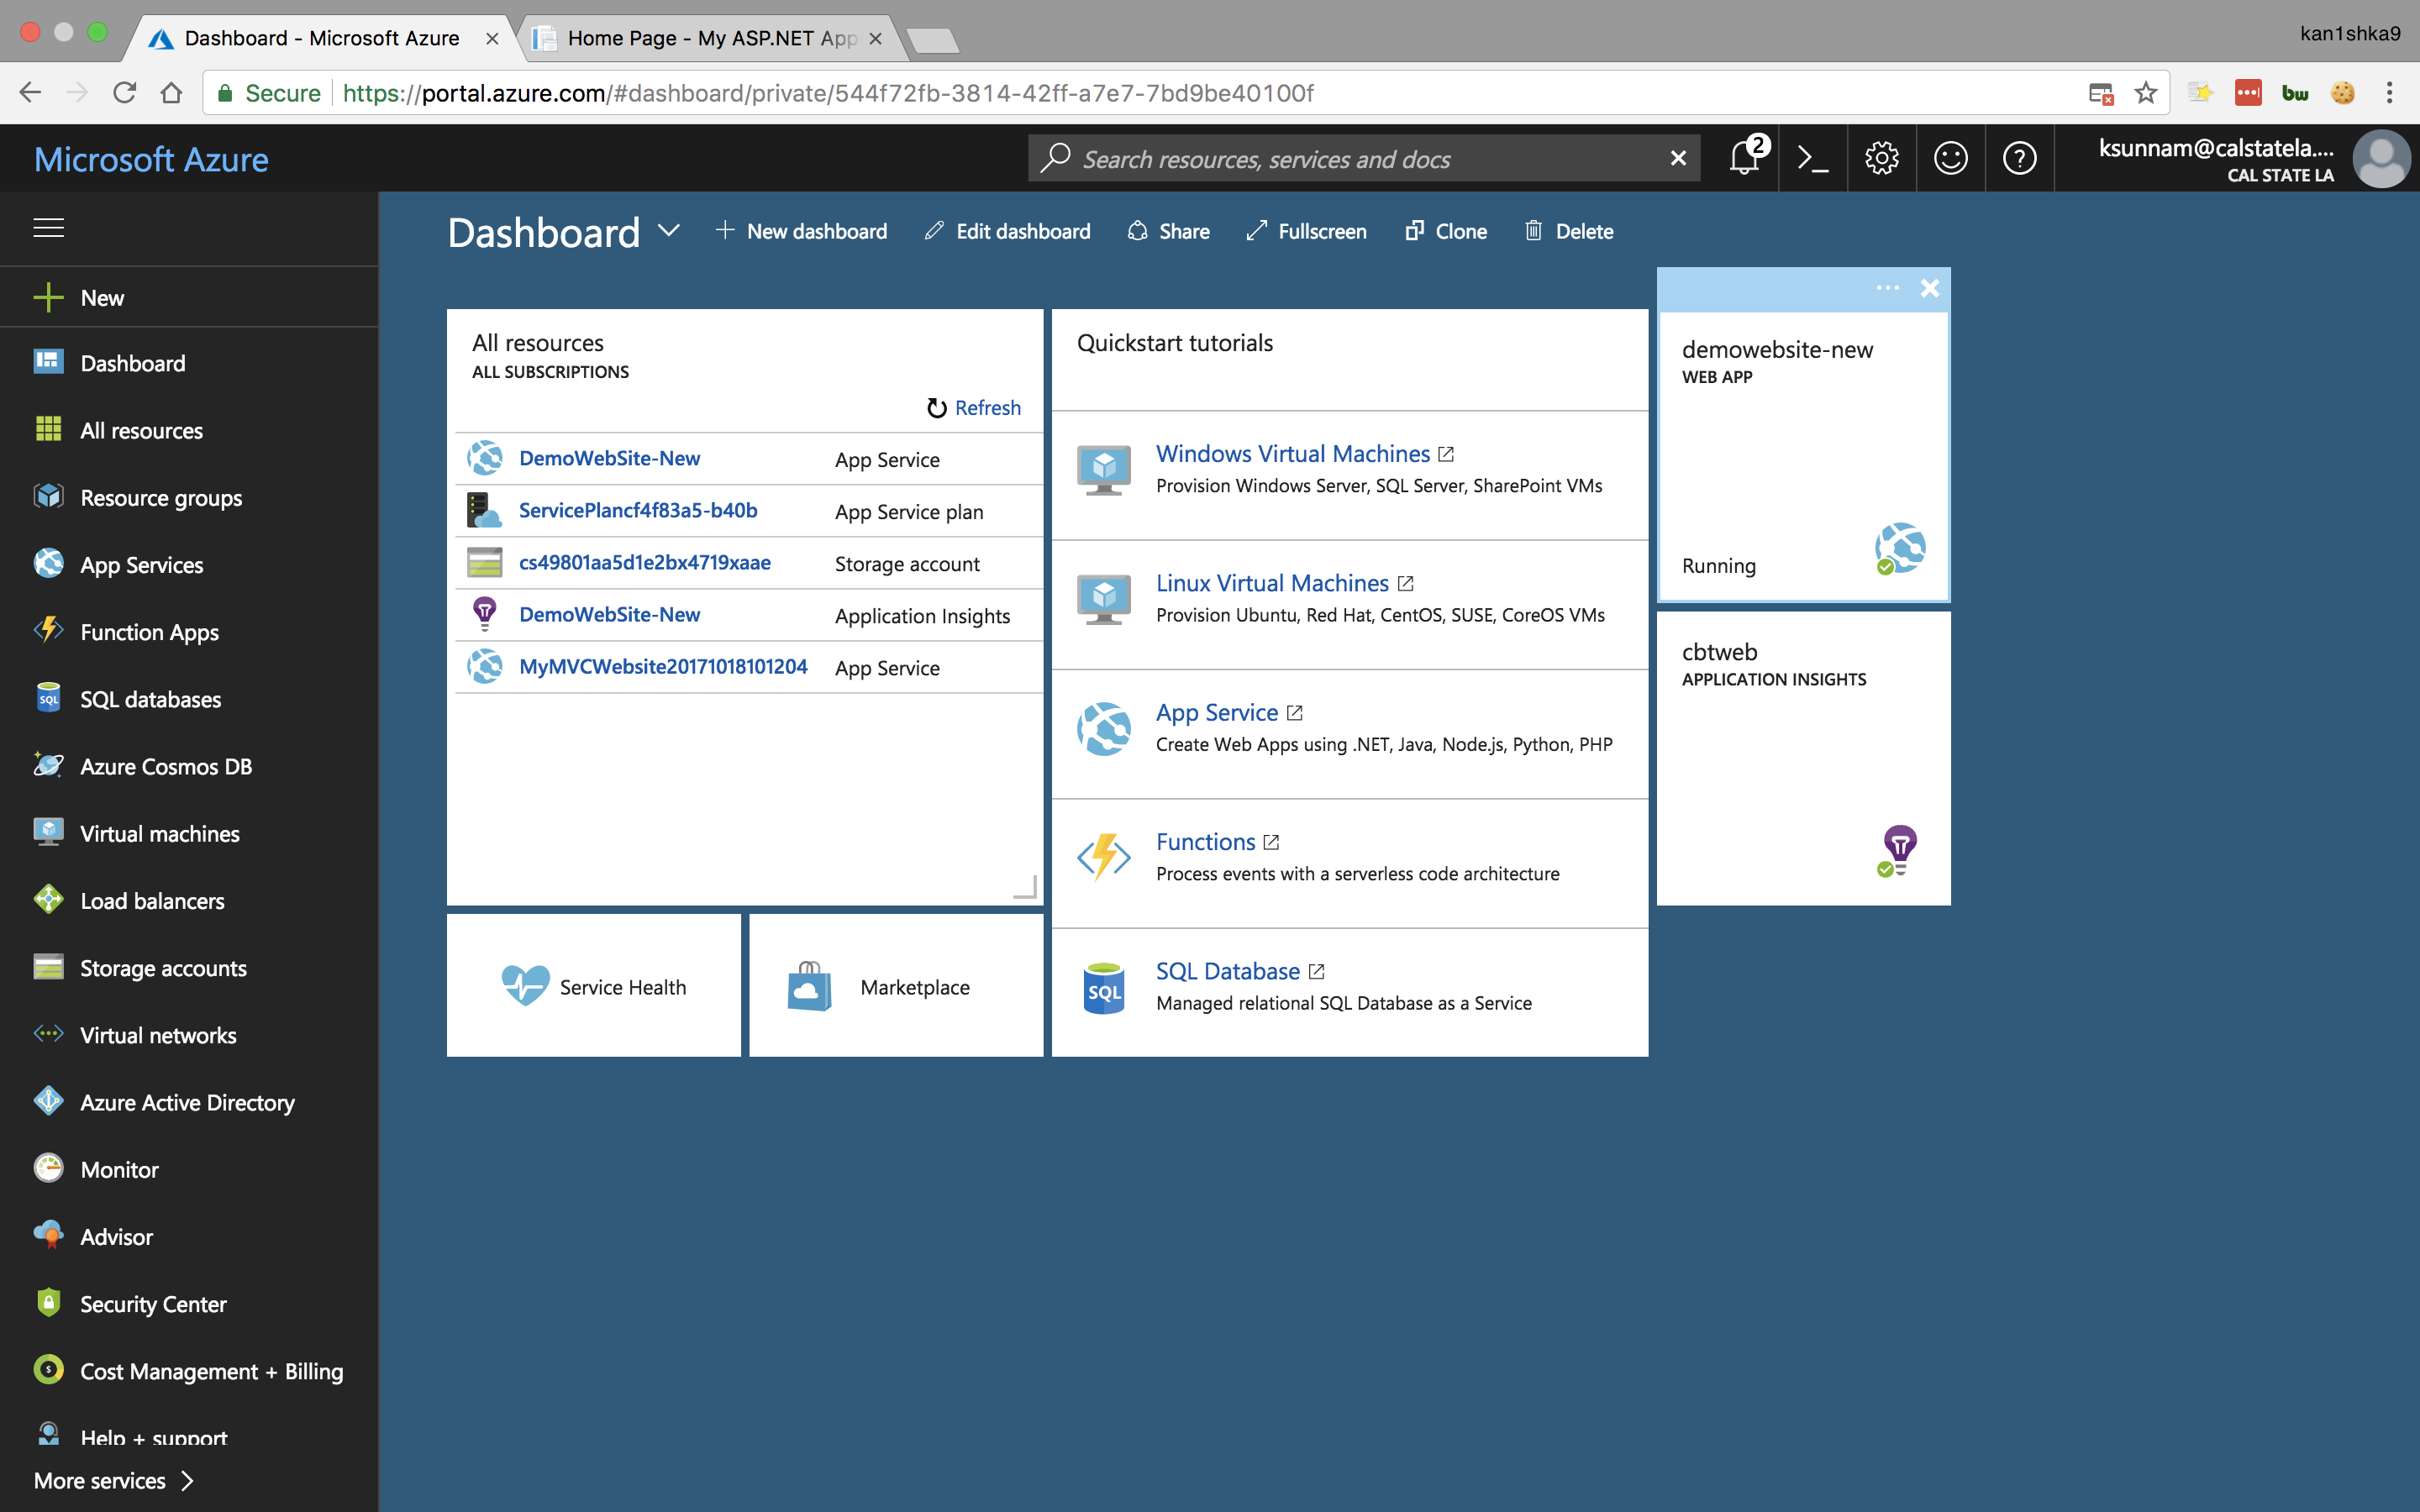 Dashboard - Microsoft Azure
Home Page - My ASP.NET App
kan1shka9
Secure
https://portal.azure.com/#dashboard/private/544f72fb-3814-42ff-a7e7-7bd9be40100f
bw
Microsoft Azure
Search resources, services and docs
2
ksunnam@calstatela....
CAL STATE LA
New
Dashboard
All resources
Resource groups
App Services
Function Apps
SQL databases
Azure Cosmos DB
Virtual machines
Load balancers
Storage accounts
Virtual networks
Azure Active Directory
Monitor
Advisor
Security Center
Cost Management + Billing
Help + support
More services
Dashboard
New dashboard
Edit dashboard
Share
Fullscreen
Clone
Delete
All resources
ALL SUBSCRIPTIONS
Refresh
DemoWebSite-New App Service
ServicePlancf4f83a5-b40b App Service plan
cs49801aa5d1e2bx4719xaae Storage account
DemoWebSite-New Application Insights
MyMVCWebsite20171018101204 App Service
Service Health
Marketplace
Quickstart tutorials
Windows Virtual Machines
Provision Windows Server, SQL Server, SharePoint VMs
Linux Virtual Machines
Provision Ubuntu, Red Hat, CentOS, SUSE, CoreOS VMs
App Service
Create Web Apps using .NET, Java, Node.js, Python, PHP
Functions
Process events with a serverless code architecture
SQL
SQL Database
Managed relational SQL Database as a Service
demowebsite-new
WEB APP
Running
cbtweb
APPLICATION INSIGHTS